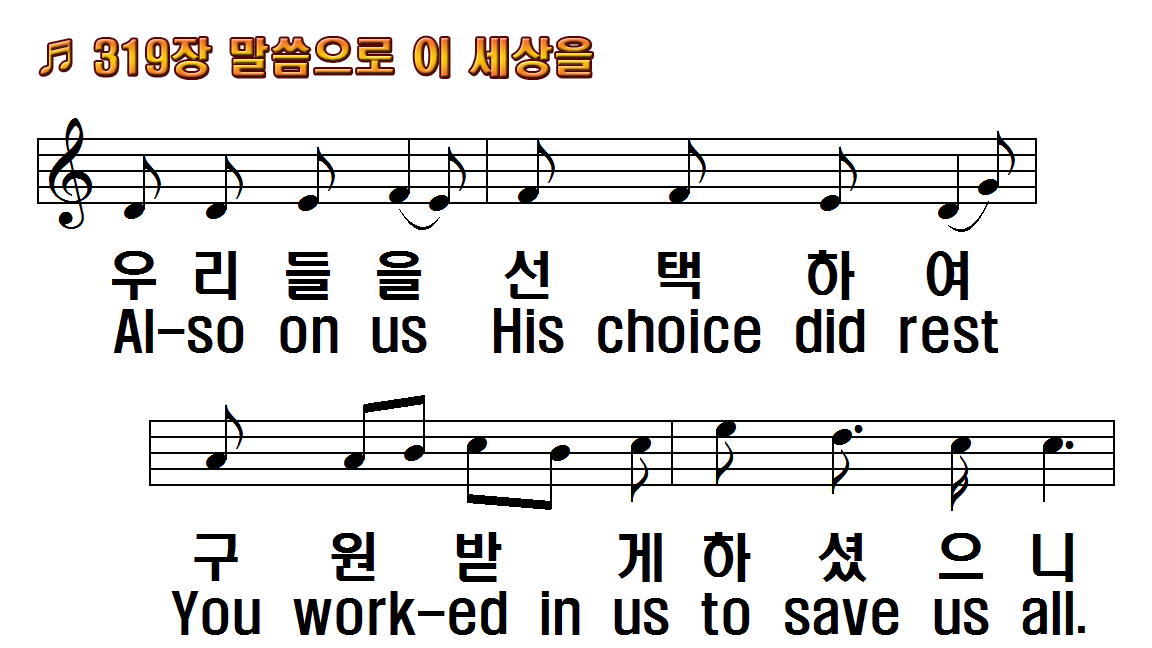 ♬ 319장 말씀으로 이 세상을
우 리 들 을 선 택 하 여
Al-so on us His choice did rest
구 원 받 게 하 셨 으 니
You work-ed in us to save us all.